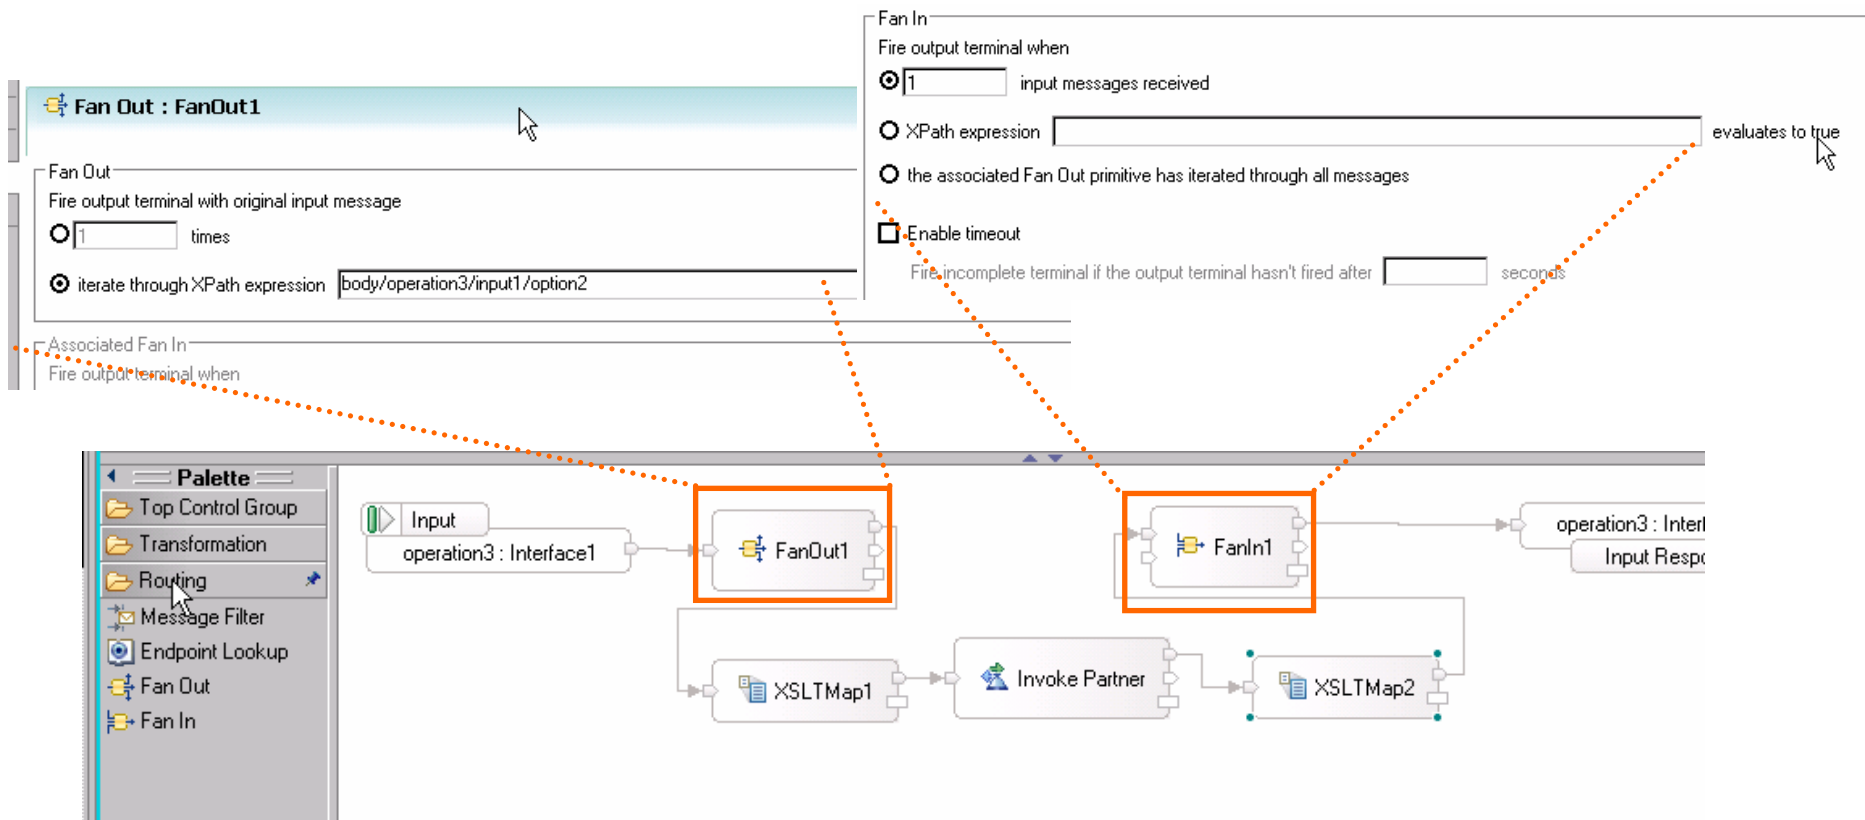 Fan Out : FanOut1
Fan Out
Fire output terminal with original input message
1 times
iterate through XPath expression body/operation3/input1/option2
Associated Fan In
Fire output terminal when
Fan In
Fire output terminal when
1 input messages received
XPath expression evaluates to true
the associated Fan Out primitive has iterated through all messages
Enable timeout
Fire incomplete terminal if the output terminal hasn't fired after seconds
Palette
Top Control Group
Transformation
Routing
Message Filter
Endpoint Lookup
Fan Out
Fan In
Input
operation3 : Interface1
FanOut1
XSLTMap1
Invoke Partner
XSLTMap2
FanIn1
operation3 : Interf
Input Respo